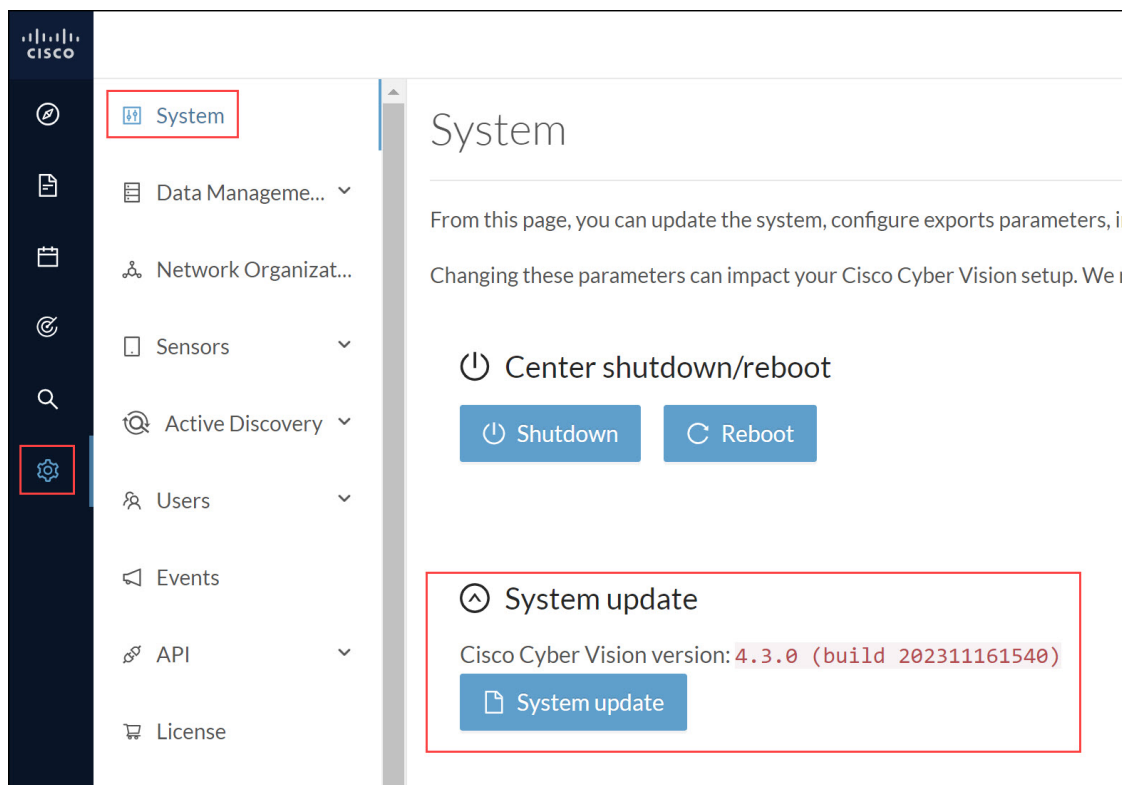 CISCO
System
Data Manageme...
Network Organizat...
Sensors
Active Discovery
Users
Events
API
License
System
From this page, you can update the system, configure exports parameters, i
Changing these parameters can impact your Cisco Cyber Vision setup. We
Center shutdown/reboot
Shutdown
Reboot
System update
Cisco Cyber Vision version: 4.3.0 (build 202311161540)
System update